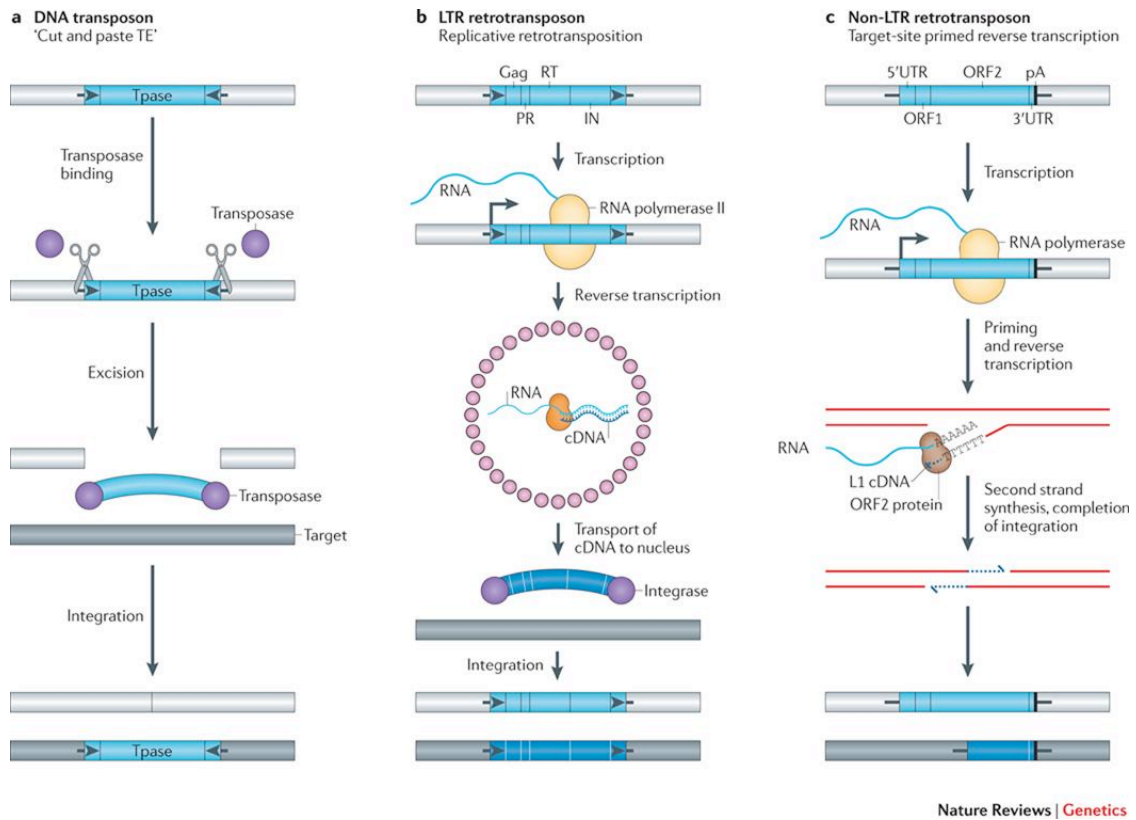 a DNA transposon
'Cut and paste TE'
Tpase
Transposase
binding
Transposase
Tpase
Excision
Transposase
Target
Integration
Tpase
b LTR retrotransposon
Replicative retrotransposition
Gag RT
PR IN
Transcription
RNA
RNA polymerase II
Reverse transcription
RNA
cDNA
Transport of
cDNA to nucleus
Integrase
Integration
c Non-LTR retrotransposon
Target-site primed reverse transcription
5'UTR ORF2 pA
ORF1 3'UTR
Transcription
RNA
RNA polymerase
Priming
and reverse
transcription
AAAAAA
RNA
TTTTTT
L1 cDNA
ORF2 protein
Second strand
synthesis, completion
of integration
Nature Reviews | Genetics